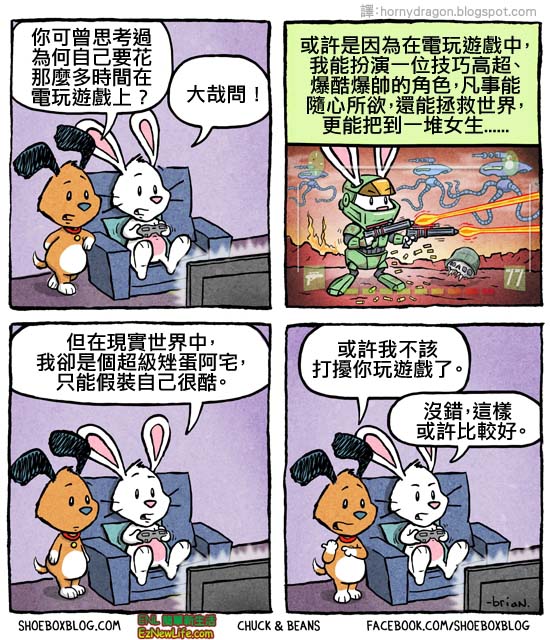 譯：hornydragon.blogspot.com
你可曾思考過
為何自己要花
那麼多時間在
電玩遊戲上？
大哉問！
或許是因為在電玩遊戲中，
我能扮演一位技巧高超、
爆酷爆帥的角色，凡事能
隨心所欲，還能拯救世界，
更能把到一堆女生……
77
但在現實世界中，
我卻是個超級矬蛋阿宅，
只能假裝自己很酷。
或許我不該
打擾你玩遊戲了。
沒錯，這樣
或許比較好。
-briaN.
SHOEBOXBLOG.COM
ENL 簡單新生活
EzNewLife.com
CHUCK & BEANS
FACEBOOK.COM/SHOEBOXBLOG